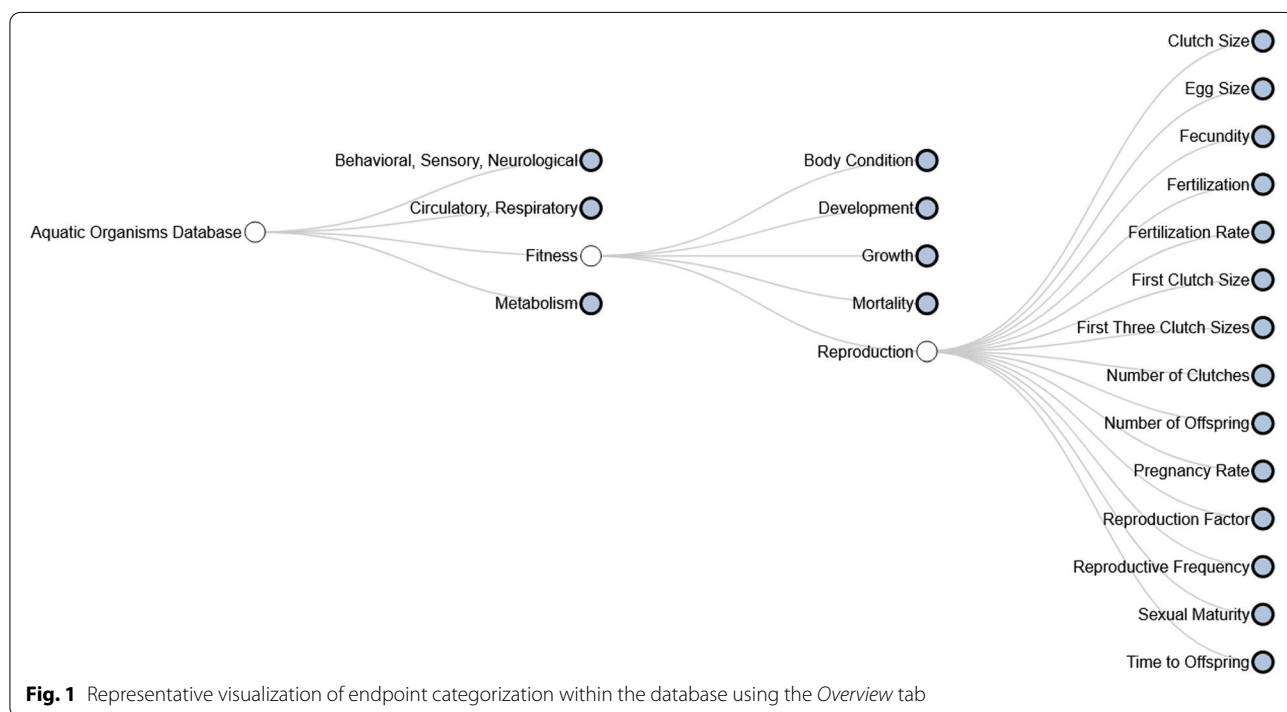 Aquatic Organisms Database
Behavioral, Sensory, Neurological
Circulatory, Respiratory
Fitness
Metabolism
Body Condition
Development
Growth
Mortality
Reproduction
Clutch Size
Egg Size
Fecundity
Fertilization
Fertilization Rate
First Clutch Size
First Three Clutch Sizes
Number of Clutches
Number of Offspring
Pregnancy Rate
Reproduction Factor
Reproductive Frequency
Sexual Maturity
Time to Offspring
Fig. 1 Representative visualization of endpoint categorization within the database using the Overview tab